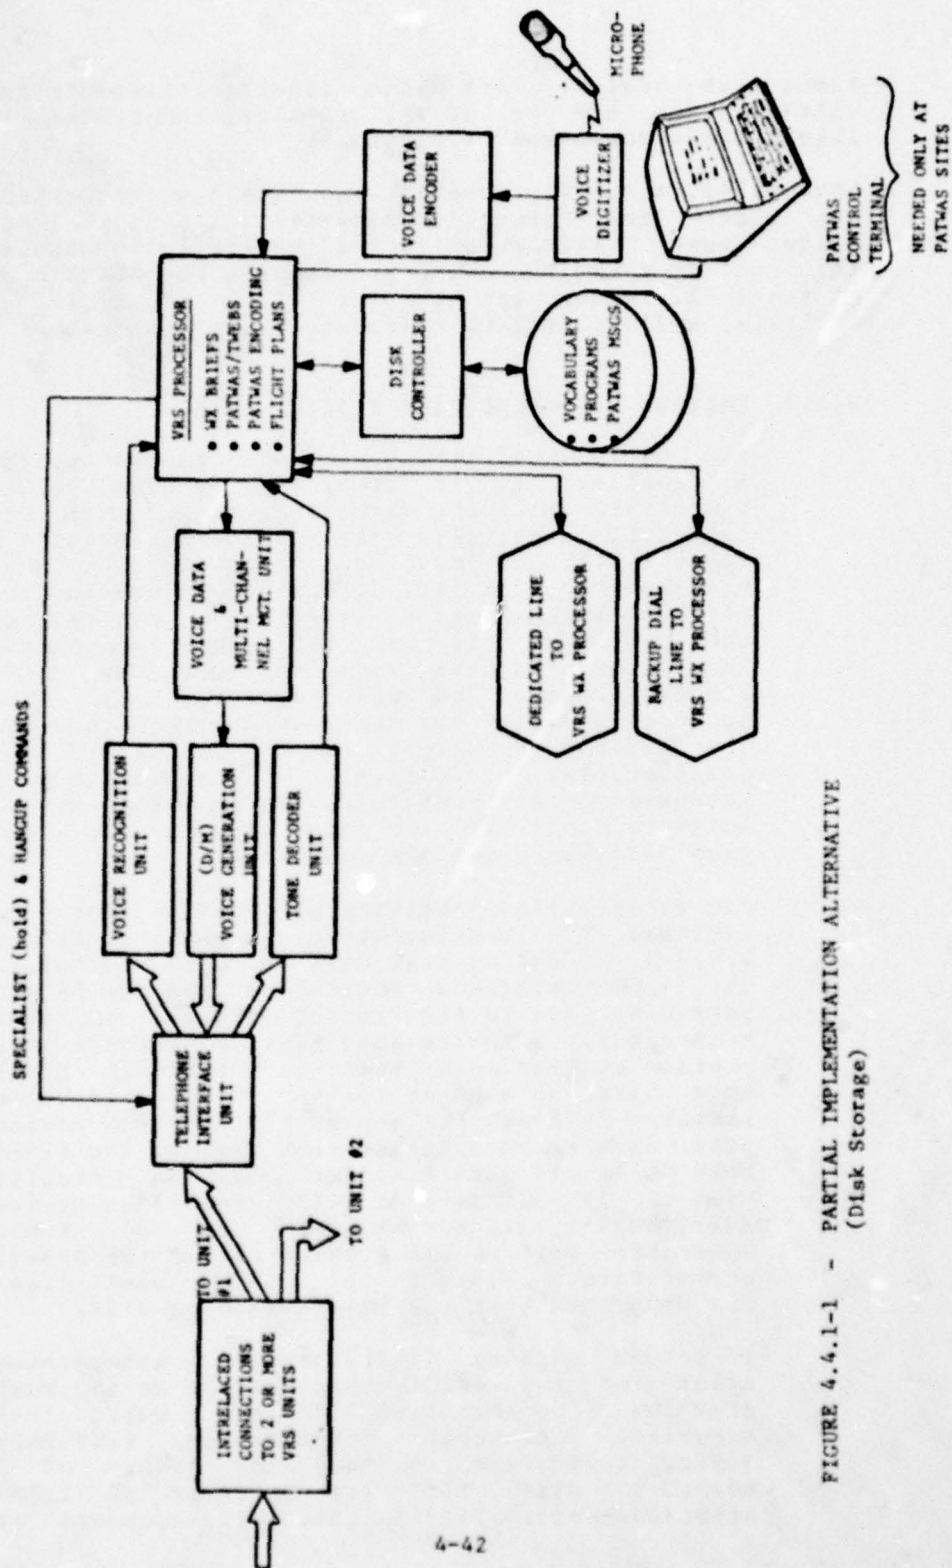 SPECIALIST (hold) & HANGUP COMMANDS
INTRELACED
CONNECTIONS
TO 2 OR MORE
VRS UNITS
TO UNIT
#1
TO UNIT #2
TELEPHONE
INTERFACE
UNIT
VOICE RECOGNITION
UNIT
(D/M)
VOICE GENERATION
UNIT
TONE DECODER
UNIT
VOICE DATA
&
MULTI-CHAN-
NEL MGT. UNIT
VRS PROCESSOR
• WX BRIEFS
• PATWAS/TWEBS
• PATWAS ENCODING
• FLIGHT PLANS
VOICE DATA
ENCODER
VOICE
DIGITIZER
MICRO-
PHONE
DISK
CONTROLLER
• VOCABULARY
• PROGRAMS
• PATWAS MSGS
PATWAS
CONTROL
TERMINAL
NEEDED ONLY AT
PATWAS SITES
DEDICATED LINE
TO
VRS WX PROCESSOR
BACKUP DIAL
LINE TO
VRS WX PROCESSOR
FIGURE 4.4.1-1 - PARTIAL IMPLEMENTATION ALTERNATIVE
(Disk Storage)
4-42